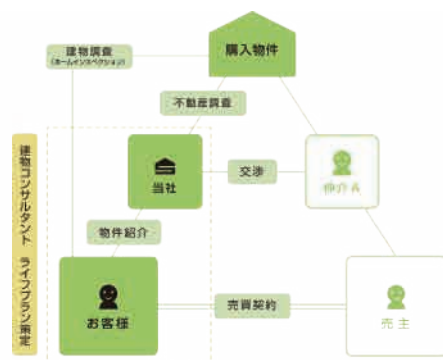 購入物件
建物調査
(ホームインスペクション)
不動産調査
当社
交渉
仲介者
物件紹介
建物コンサルタント ライフプラン策定
お客様
売買契約
売主